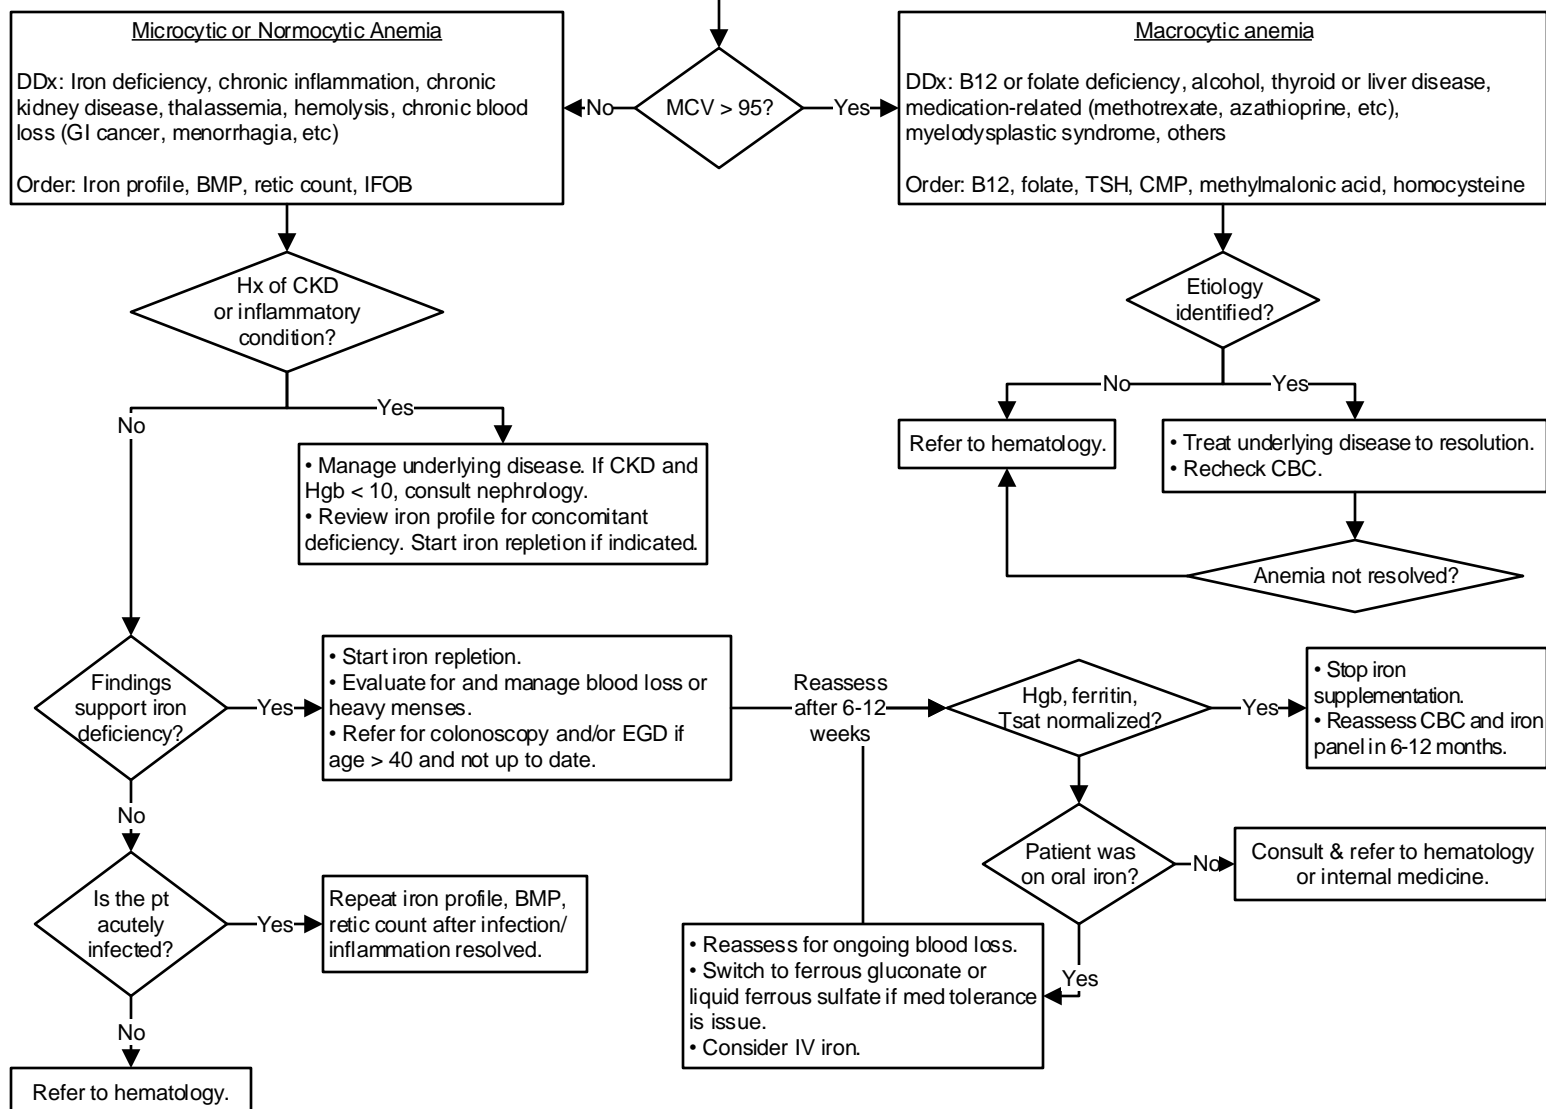 Microcytic or Normocytic Anemia
DDx: Iron deficiency, chronic inflammation, chronic
kidney disease, thalassemia, hemolysis, chronic blood
loss (GI cancer, menorrhagia, etc)
Order: Iron profile, BMP, retic count, IFOB
No
MCV > 95?
Yes
Macrocytic anemia
DDx: B12 or folate deficiency, alcohol, thyroid or liver disease,
medication-related (methotrexate, azathioprine, etc),
myelodysplastic syndrome, others
Order: B12, folate, TSH, CMP, methylmalonic acid, homocysteine
Hx of CKD
or inflammatory
condition?
Etiology
identified?
No
Yes
No
Yes
• Manage underlying disease. If CKD and
Hgb < 10, consult nephrology.
• Review iron profile for concomitant
deficiency. Start iron repletion if indicated.
Refer to hematology.
• Treat underlying disease to resolution.
• Recheck CBC.
Anemia not resolved?
Findings
support iron
deficiency?
Yes
• Start iron repletion.
• Evaluate for and manage blood loss or
heavy menses.
• Refer for colonoscopy and/or EGD if
age > 40 and not up to date.
Reassess
after 6-12
weeks
Hgb, ferritin,
Tsat normalized?
Yes
• Stop iron
supplementation.
• Reassess CBC and iron
panel in 6-12 months.
No
Is the pt
acutely
infected?
Yes
Repeat iron profile, BMP,
retic count after infection/
inflammation resolved.
Patient was
on oral iron?
No
Consult & refer to hematology
or internal medicine.
Yes
• Reassess for ongoing blood loss.
• Switch to ferrous gluconate or
liquid ferrous sulfate if med tolerance
is issue.
• Consider IV iron.
No
Refer to hematology.